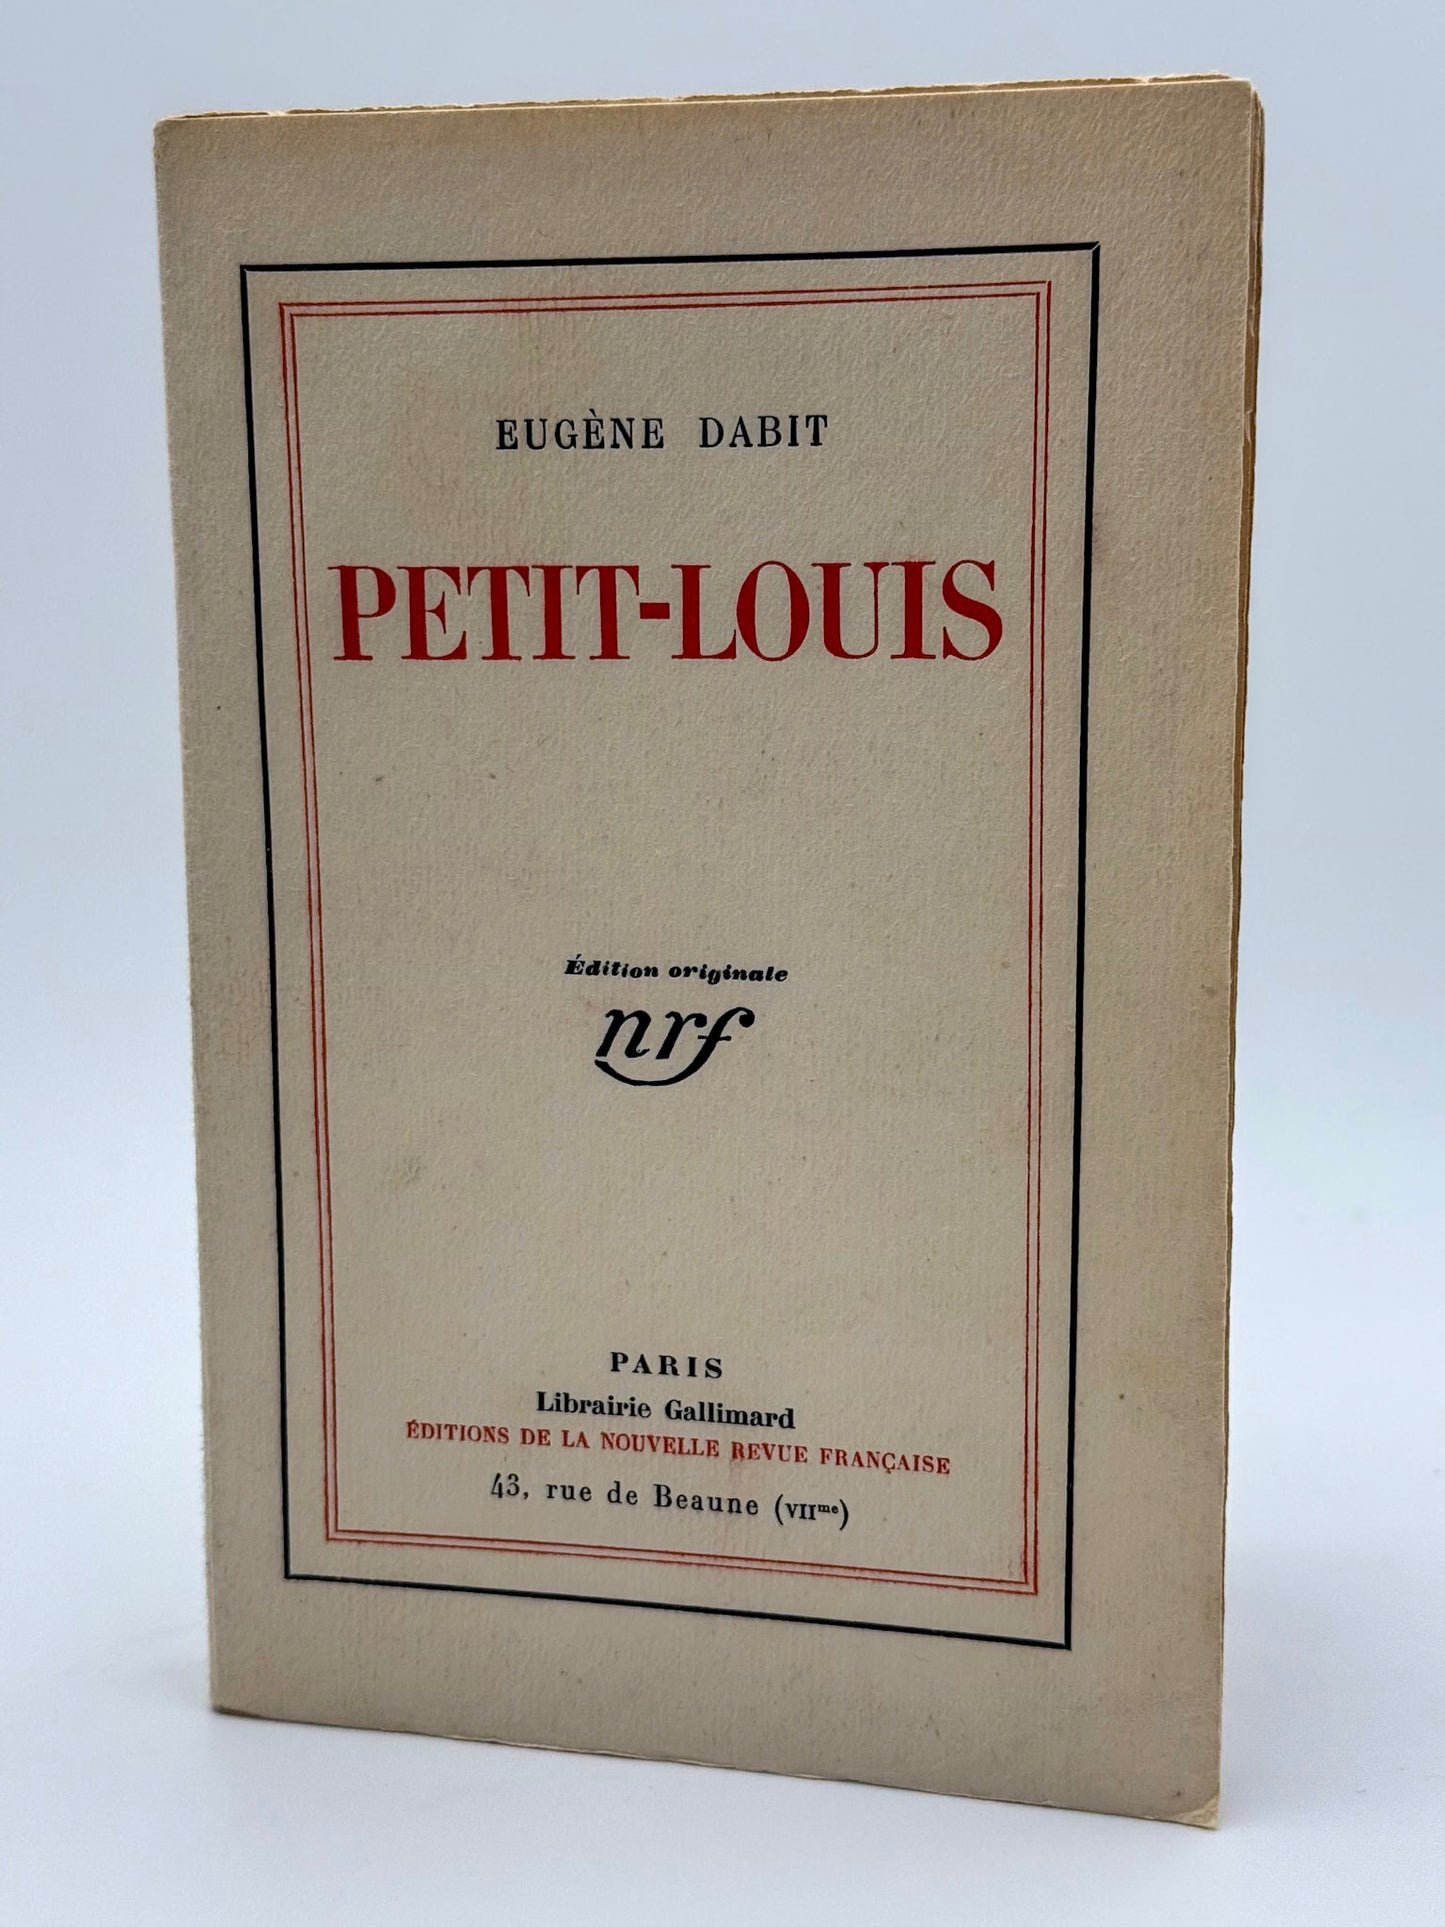 EUGÈNE DABIT
PETIT-LOUIS
Édition originale
nrf
PARIS
Librairie Gallimard
ÉDITIONS DE LA NOUVELLE REVUE FRANÇAISE
43, rue de Beaune (VIIᵐᵉ)